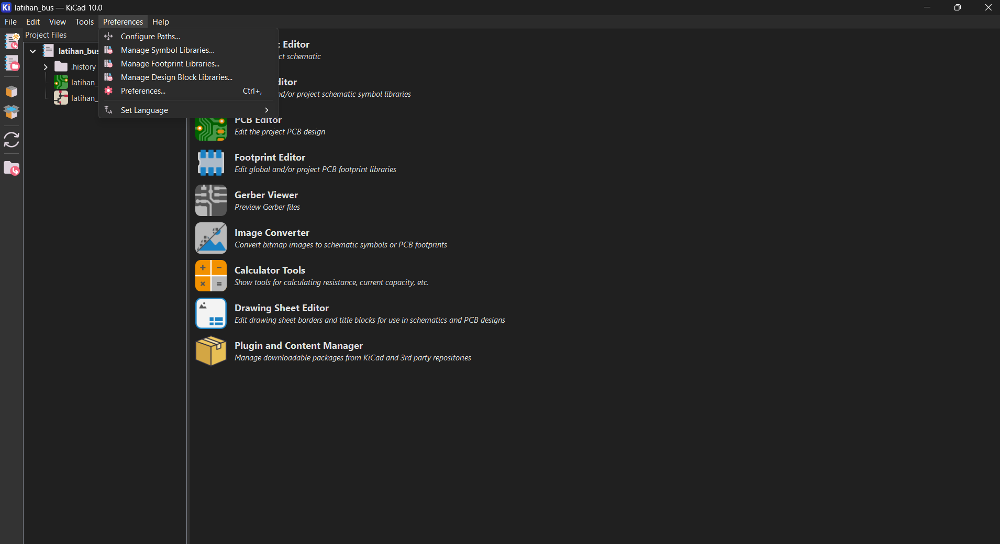 Ki latihan_bus — KiCad 10.0
File Edit View Tools Preferences Help
Project Files
latihan_bus
.history
latihan_
latihan_
Configure Paths...
Manage Symbol Libraries...
Manage Footprint Libraries...
Manage Design Block Libraries...
Preferences... Ctrl+,
Set Language
Editor
ct schematic
ditor
nd/or project schematic symbol libraries
PCB Editor
Edit the project PCB design
Footprint Editor
Edit global and/or project PCB footprint libraries
Gerber Viewer
Preview Gerber files
Image Converter
Convert bitmap images to schematic symbols or PCB footprints
Calculator Tools
Show tools for calculating resistance, current capacity, etc.
Drawing Sheet Editor
Edit drawing sheet borders and title blocks for use in schematics and PCB designs
Plugin and Content Manager
Manage downloadable packages from KiCad and 3rd party repositories